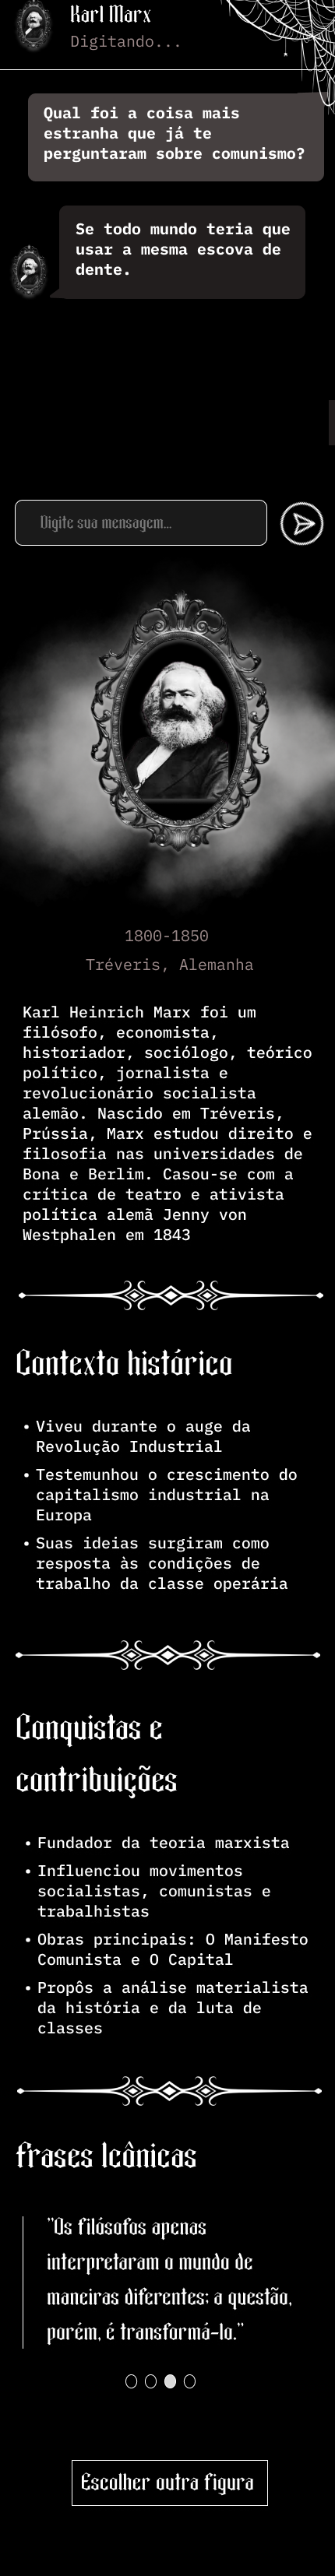 Karl Marx
Digitando...
Qual foi a coisa mais
estranha que já te
perguntaram sobre comunismo?
Se todo mundo teria que
usar a mesma escova de
dente.
Digite sua mensagem...
1800-1850
Tréveris, Alemanha
Karl Heinrich Marx foi um
filósofo, economista,
historiador, sociólogo, teórico
político, jornalista e
revolucionário socialista
alemão. Nascido em Tréveris,
Prússia, Marx estudou direito e
filosofia nas universidades de
Bona e Berlim. Casou-se com a
crítica de teatro e ativista
política alemã Jenny von
Westphalen em 1843
Contexto histórico
• Viveu durante o auge da
Revolução Industrial
• Testemunhou o crescimento do
capitalismo industrial na
Europa
• Suas ideias surgiram como
resposta às condições de
trabalho da classe operária
Conquistas e
contribuições
• Fundador da teoria marxista
• Influenciou movimentos
socialistas, comunistas e
trabalhistas
• Obras principais: O Manifesto
Comunista e O Capital
• Propôs a análise materialista
da história e da luta de
classes
frases Icônicas
"Os filósofos apenas
interpretaram o mundo de
maneiras diferentes; a questão,
porém, é transformá-lo."
Escolher outra figura